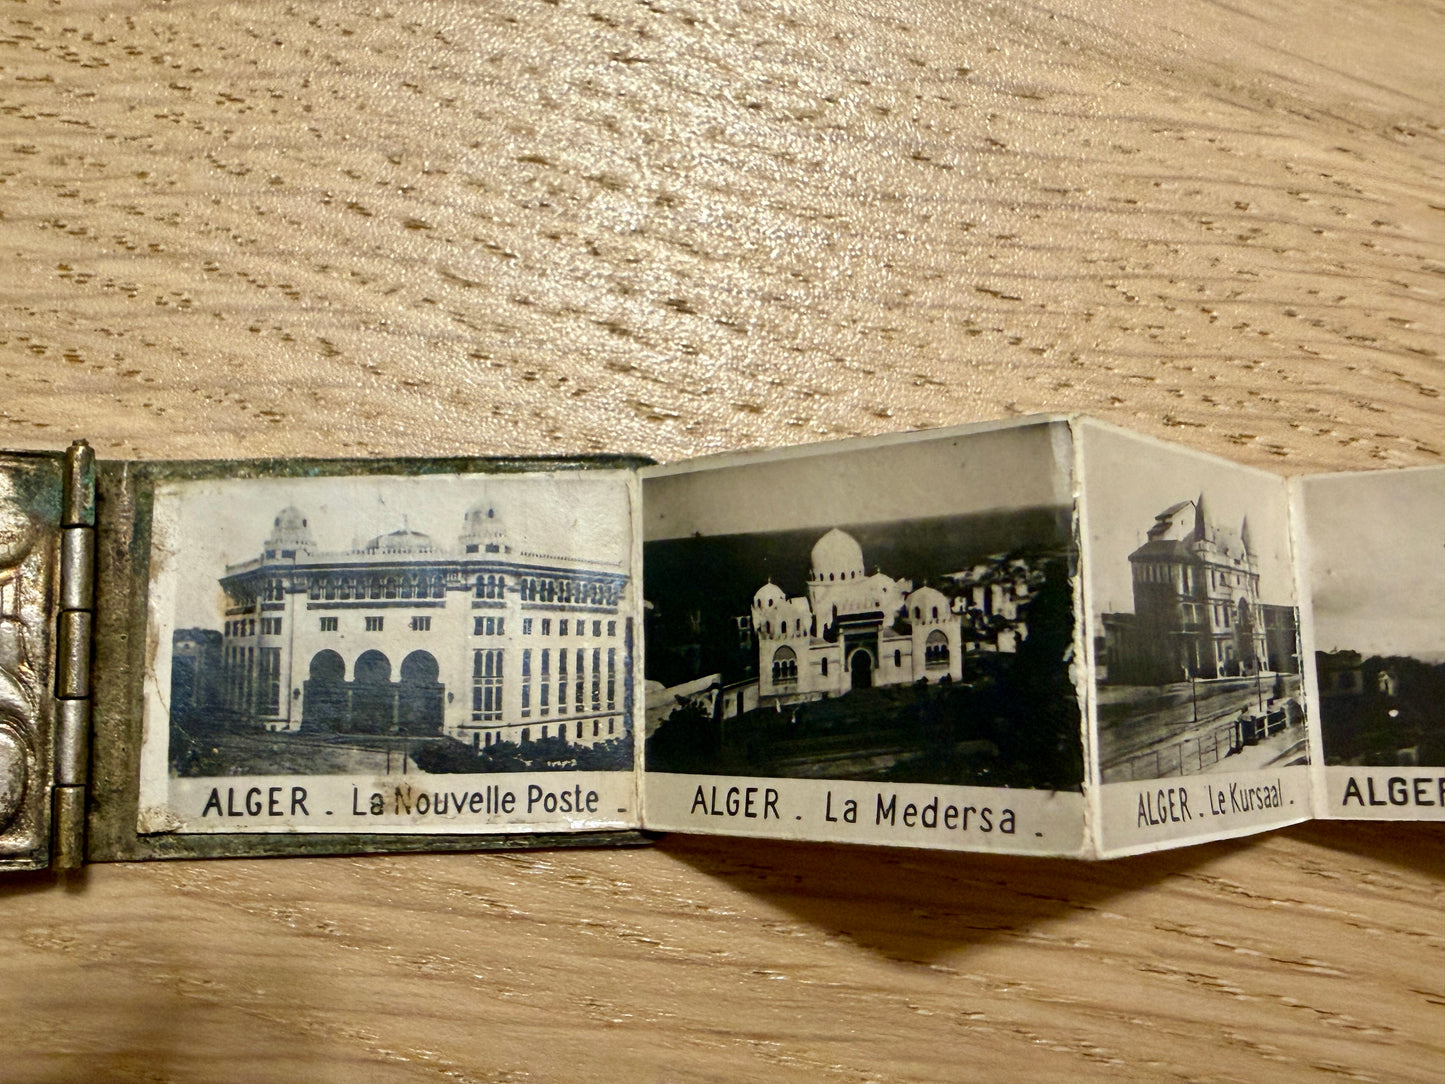 ALGER . La Nouvelle Poste .
ALGER . La Medersa .
ALGER . Le Kursaal .
ALGER